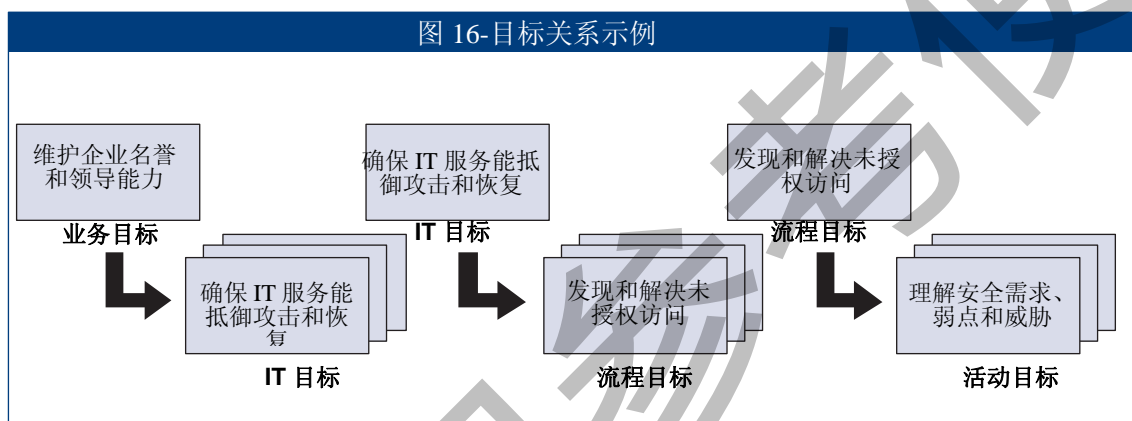 图 16-目标关系示例
维护企业名誉
和领导能力
业务目标
确保 IT 服务能
抵御攻击和恢
复
IT 目标
确保 IT 服务能抵
御攻击和恢复
IT 目标
发现和解决未
授权访问
流程目标
发现和解决未授
权访问
流程目标
理解安全需求、
弱点和威胁
活动目标
参考使